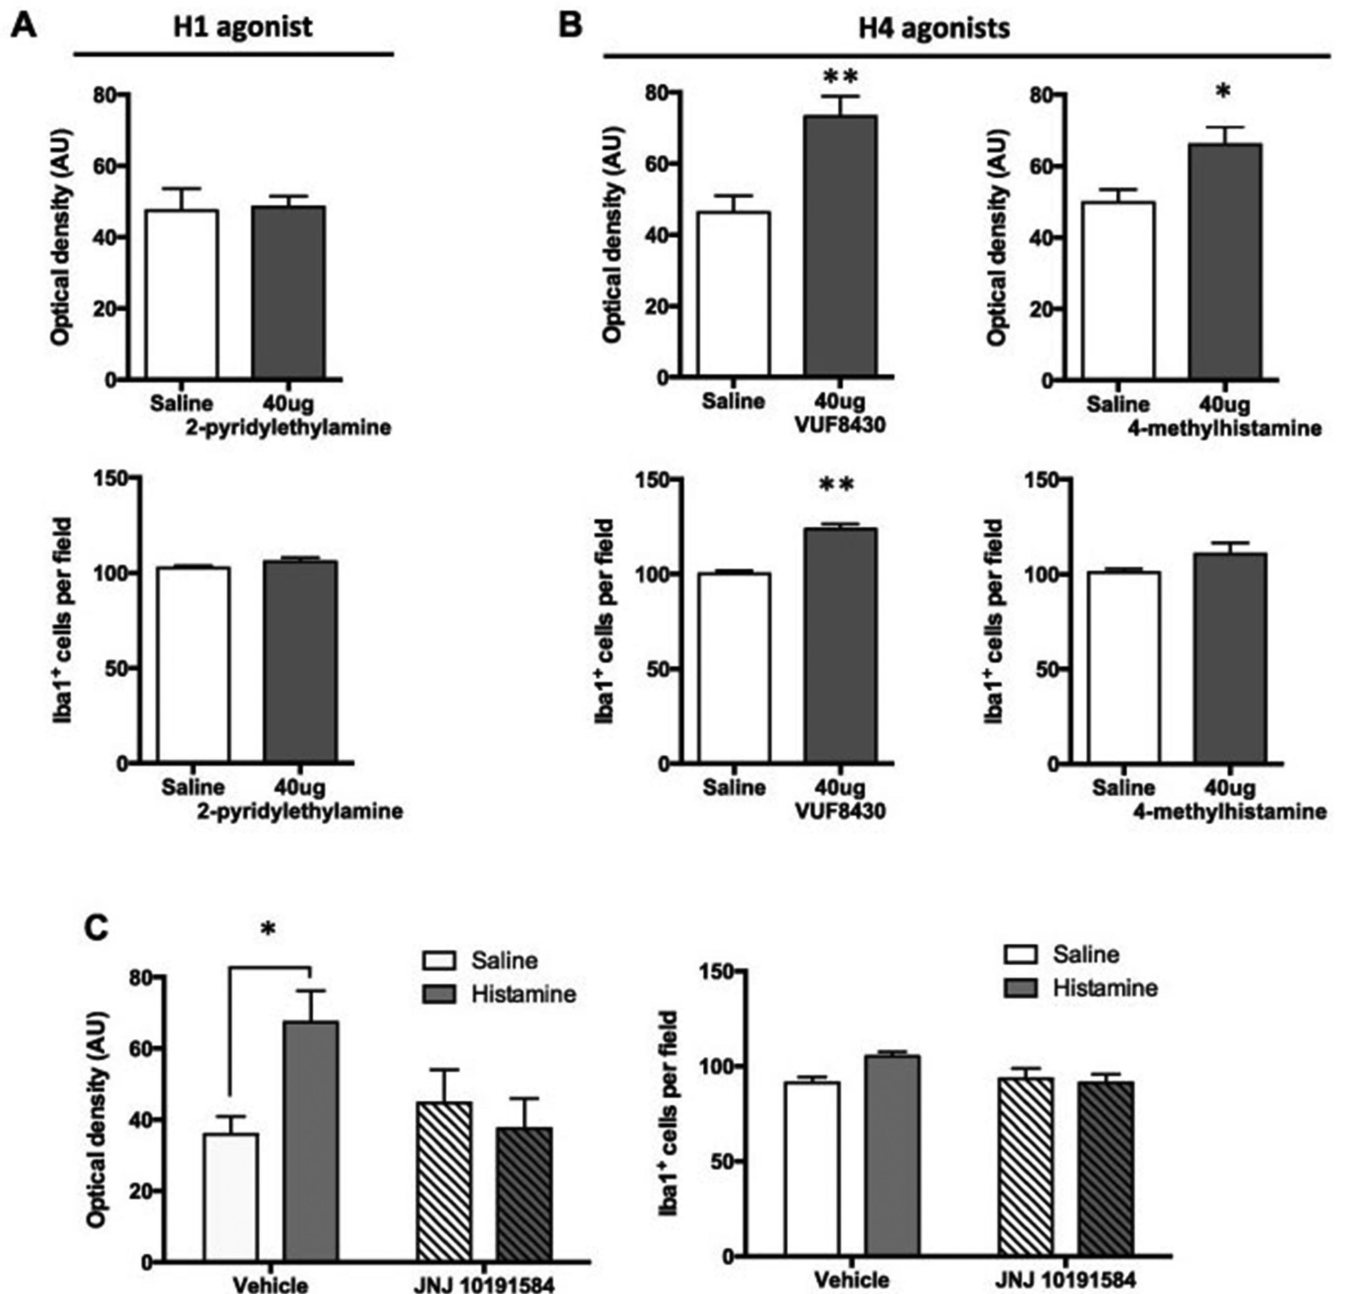 A
H1 agonist
B
H4 agonists
Optical density (AU)
80
60
40
20
0
Saline
40ug
2-pyridylethylamine
**
Optical density (AU)
80
60
40
20
0
Saline
40ug
VUF8430
*
Optical density (AU)
80
60
40
20
0
Saline
40ug
4-methylhistamine
Iba1⁺ cells per field
150
100
50
0
Saline
40ug
2-pyridylethylamine
**
Iba1⁺ cells per field
150
100
50
0
Saline
40ug
VUF8430
Iba1⁺ cells per field
150
100
50
0
Saline
40ug
4-methylhistamine
C
*
Saline
Histamine
Optical density (AU)
80
60
40
20
0
Vehicle
JNJ 10191584
Saline
Histamine
Iba1⁺ cells per field
150
100
50
0
Vehicle
JNJ 10191584